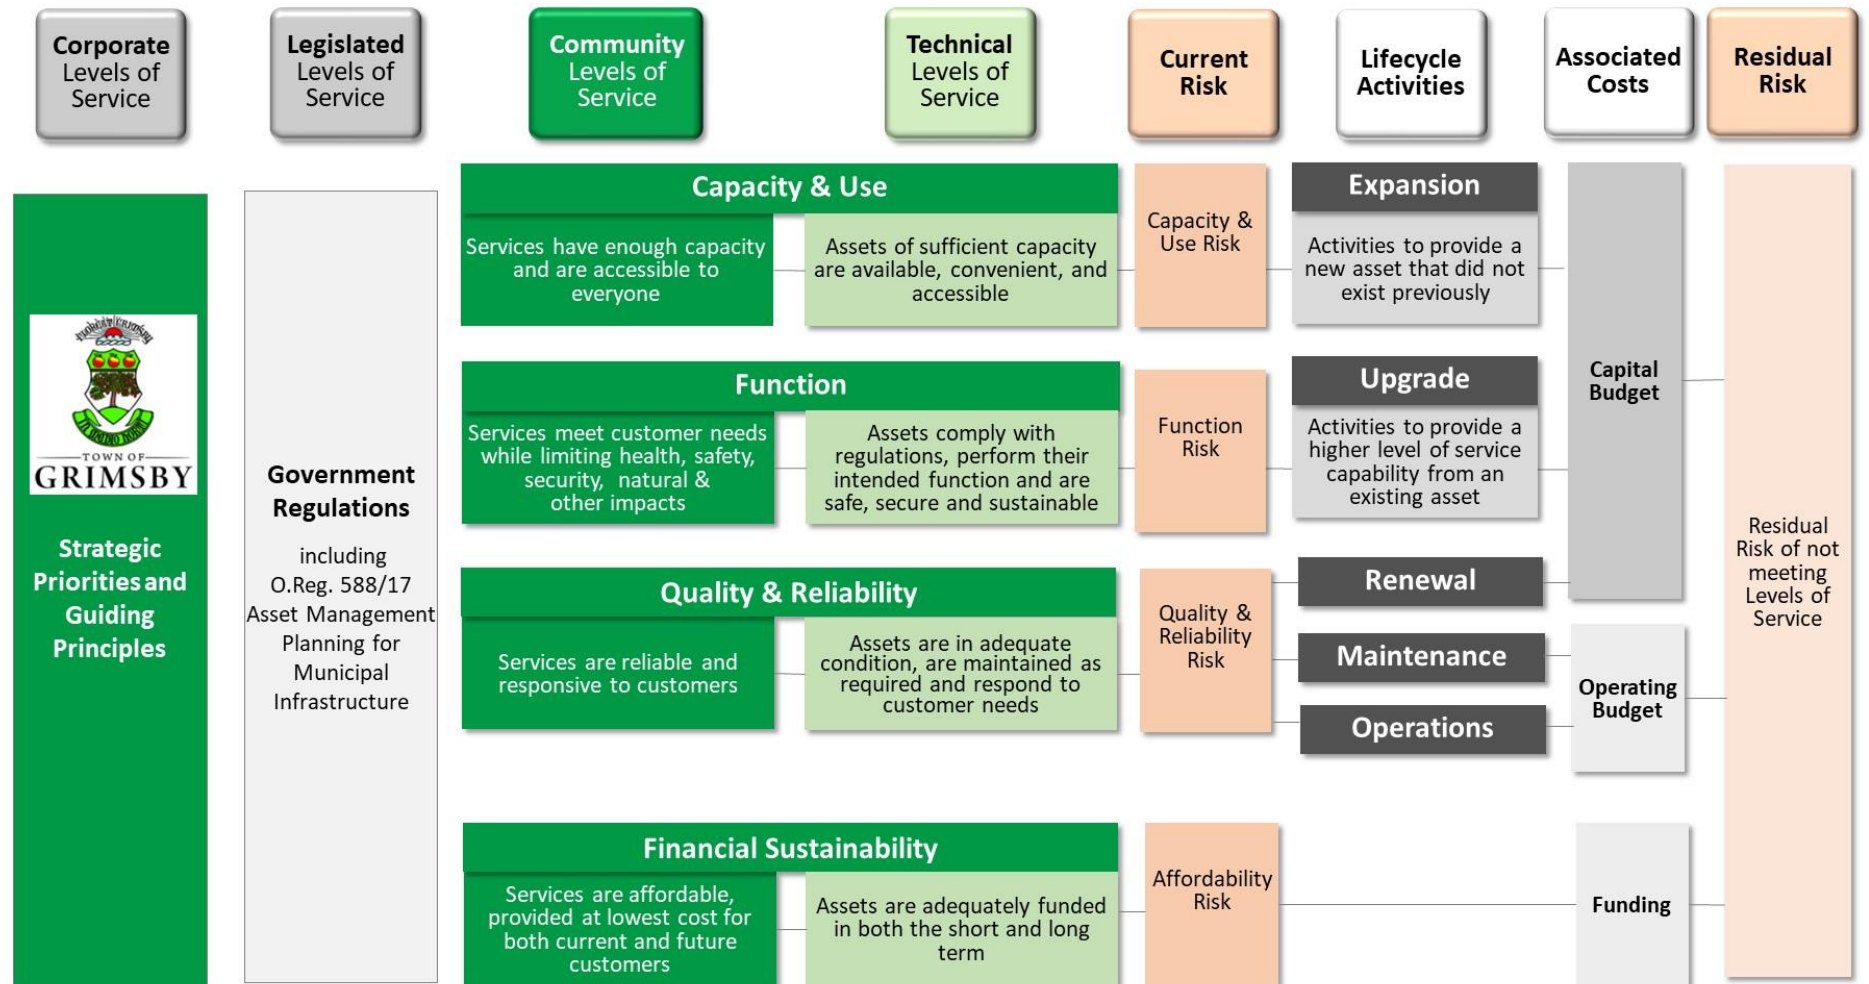 Corporate
Levels of
Service
Legislated
Levels of
Service
Community
Levels of
Service
Technical
Levels of
Service
Current
Risk
Lifecycle
Activities
Associated
Costs
Residual
Risk
TOWN OF
GRIMSBY
Strategic
Priorities and
Guiding
Principles
Government
Regulations
including
O.Reg. 588/17
Asset Management
Planning for
Municipal
Infrastructure
Capacity & Use
Services have enough capacity
and are accessible to
everyone
Assets of sufficient capacity
are available, convenient, and
accessible
Capacity &
Use Risk
Expansion
Activities to provide a
new asset that did not
exist previously
Function
Services meet customer needs
while limiting health, safety,
security, natural &
other impacts
Assets comply with
regulations, perform their
intended function and are
safe, secure and sustainable
Function
Risk
Upgrade
Activities to provide a
higher level of service
capability from an
existing asset
Capital
Budget
Quality & Reliability
Services are reliable and
responsive to customers
Assets are in adequate
condition, are maintained as
required and respond to
customer needs
Quality &
Reliability
Risk
Renewal
Maintenance
Operations
Operating
Budget
Financial Sustainability
Services are affordable,
provided at lowest cost for
both current and future
customers
Assets are adequately funded
in both the short and long
term
Affordability
Risk
Funding
Residual
Risk of not
meeting
Levels of
Service